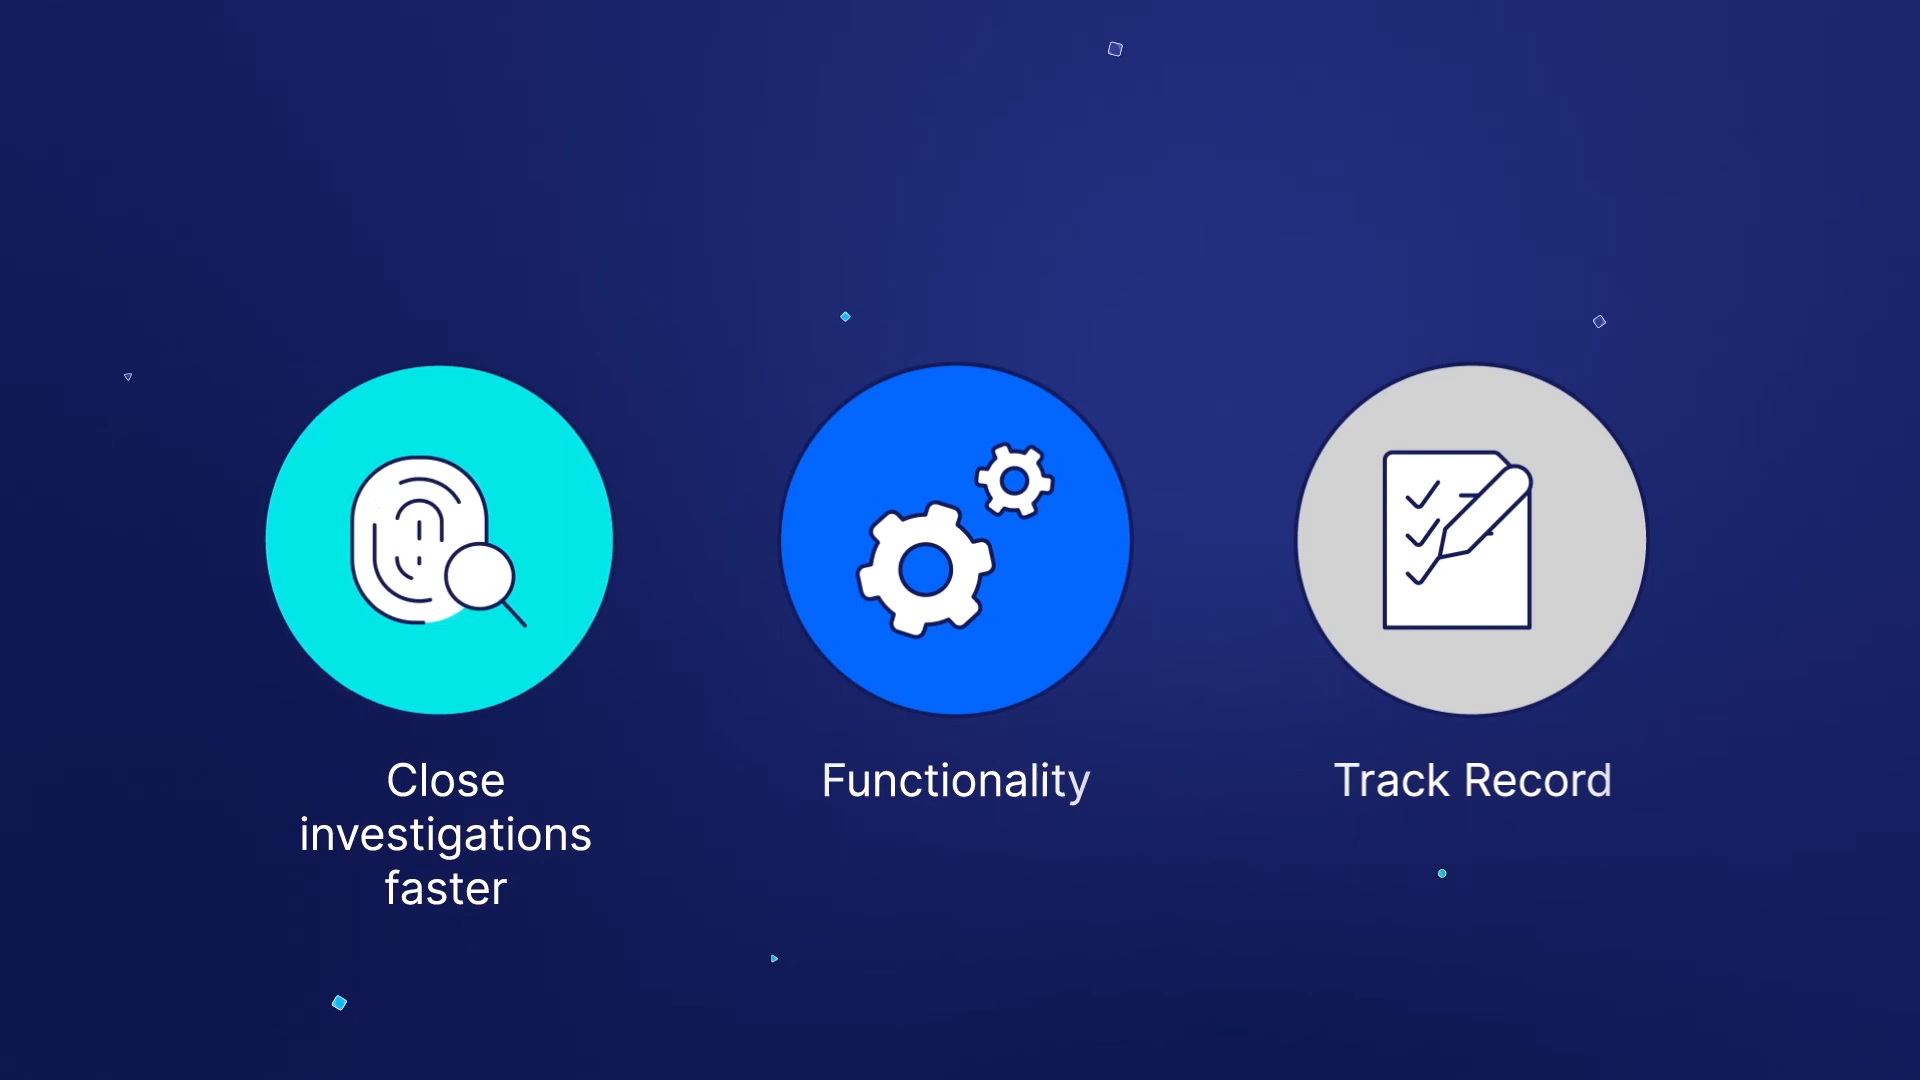 Close
investigations
faster
Functionality
Track Record